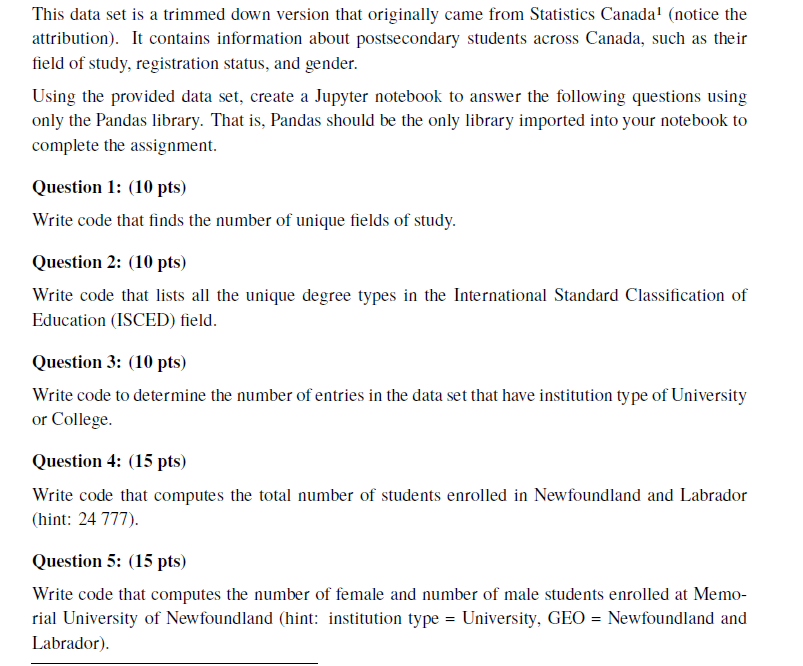 This data set is a trimmed down version that originally came from Statistics Canada¹ (notice the
attribution). It contains information about postsecondary students across Canada, such as their
field of study, registration status, and gender.
Using the provided data set, create a Jupyter notebook to answer the following questions using
only the Pandas library. That is, Pandas should be the only library imported into your notebook to
complete the assignment.
Question 1: (10 pts)
Write code that finds the number of unique fields of study.
Question 2: (10 pts)
Write code that lists all the unique degree types in the International Standard Classification of
Education (ISCED) field.
Question 3: (10 pts)
Write code to determine the number of entries in the data set that have institution type of University
or College.
Question 4: (15 pts)
Write code that computes the total number of students enrolled in Newfoundland and Labrador
(hint: 24 777).
Question 5: (15 pts)
Write code that computes the number of female and number of male students enrolled at Memo-
rial University of Newfoundland (hint: institution type = University, GEO = Newfoundland and
Labrador).